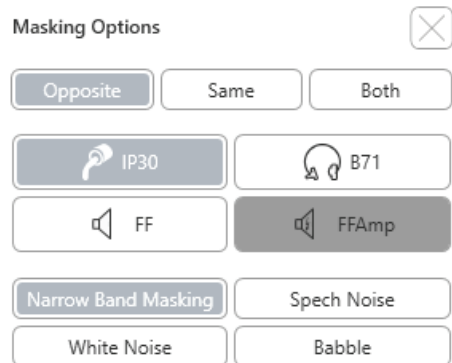 Masking Options
Opposite Same Both
IP30 B71
FF FFAmp
Narrow Band Masking Spech Noise
White Noise Babble